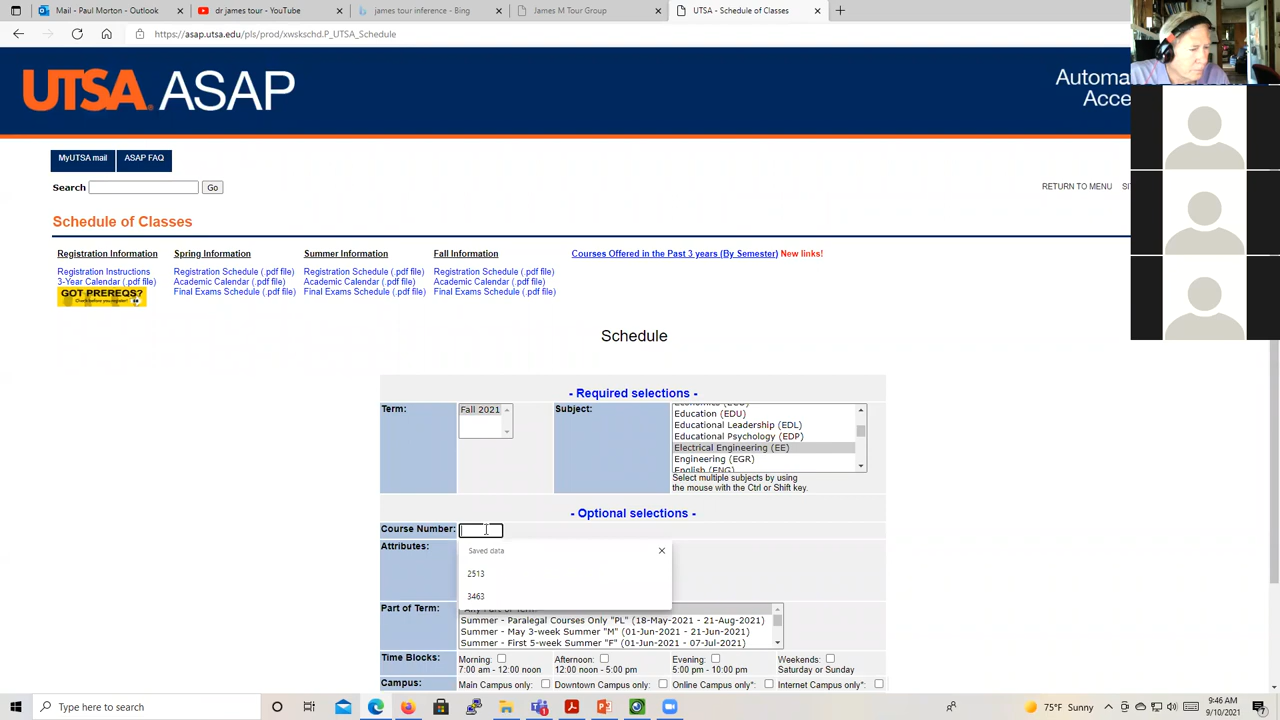 Mail - Paul Morton - Outlook
dr james tour - YouTube
james tour inference - Bing
James M Tour Group
UTSA - Schedule of Classes
https://asap.utsa.edu/pls/prod/xwskschd.P_UTSA_Schedule
UTSA ASAP
Automa
Acce
MyUTSA mail
ASAP FAQ
Search
Go
RETURN TO MENU
SI
Schedule of Classes
Registration Information
Spring Information
Summer Information
Fall Information
Courses Offered in the Past 3 years (By Semester) New links!
Registration Instructions
Registration Schedule (.pdf file)
Registration Schedule (.pdf file)
Registration Schedule (.pdf file)
3-Year Calendar (.pdf file)
Academic Calendar (.pdf file)
Academic Calendar (.pdf file)
Academic Calendar (.pdf file)
GOT PREREQS?
Final Exams Schedule (.pdf file)
Final Exams Schedule (.pdf file)
Final Exams Schedule (.pdf file)
Schedule
- Required selections -
Term:
Fall 2021
Subject:
Education (EDU)
Educational Leadership (EDL)
Educational Psychology (EDP)
Electrical Engineering (EE)
Engineering (EGR)
English (ENG)
Select multiple subjects by using
the mouse with the Ctrl or Shift key.
- Optional selections -
Course Number:
Attributes:
Saved data
2513
3463
Part of Term:
Any Part of Term
Summer - Paralegal Courses Only "PL" (18-May-2021 - 21-Aug-2021)
Summer - May 3-week Summer "M" (01-Jun-2021 - 21-Jun-2021)
Summer - First 5-week Summer "F" (01-Jun-2021 - 07-Jul-2021)
Time Blocks:
Morning:
Afternoon:
Evening:
Weekends:
7:00 am - 12:00 noon
12:00 noon - 5:00 pm
5:00 pm - 10:00 pm
Saturday or Sunday
Campus:
Main Campus only:
Downtown Campus only:
Online Campus only*:
Internet Campus only*:
Type here to search
75°F Sunny
9:46 AM
9/10/2021